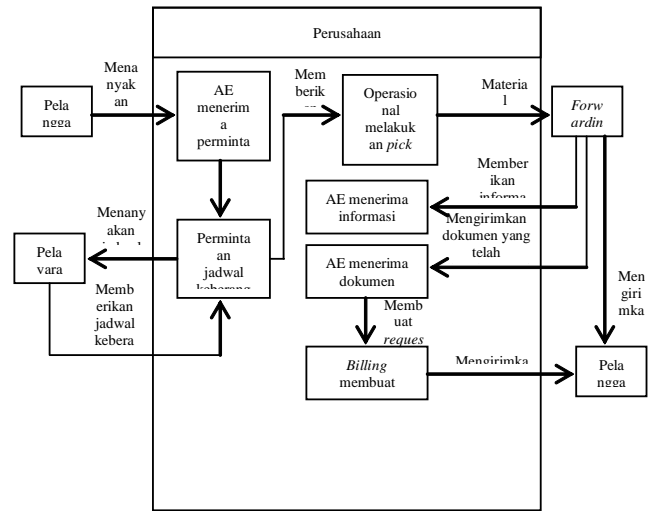 Perusahaan
Mena
nyak
an
Pela
AE
menerim
a
perminta
Mem
berik
Operasio
nal
melakuk
an pick
Materia
l
Forw
ardin
Member
ikan
AE menerima
informasi
Mengirimkan
dokumen yang
telah
Menany
akan
Pela
vara
Perminta
an
jadwal
AE menerima
dokumen
Memb
erikan
jadwal
kebera
Memb
uat
reques
Men
giri
mka
Billing
membuat
Mengirimka
Pela